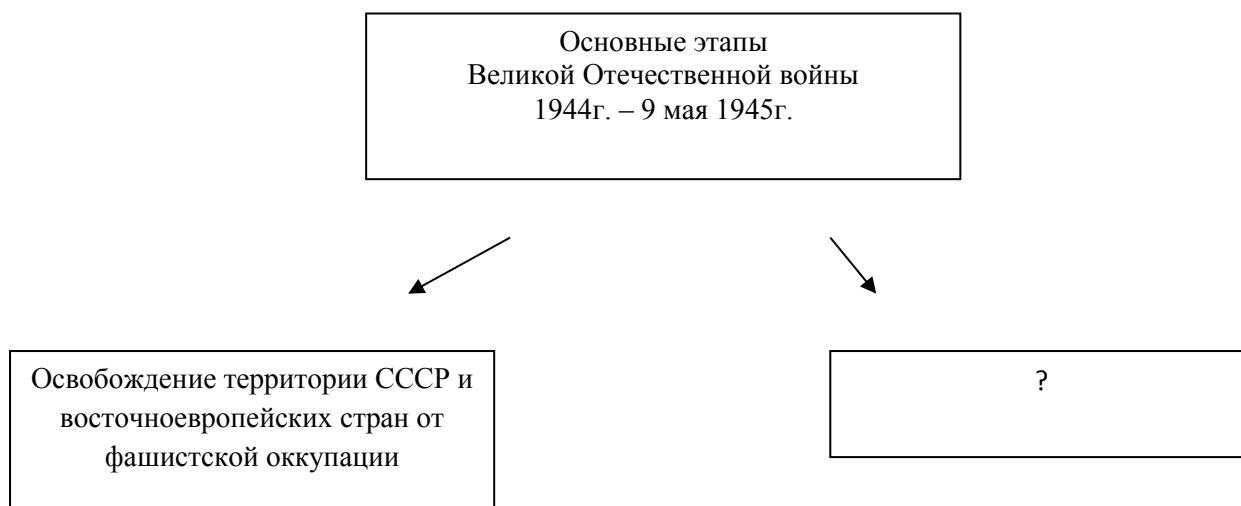 Основные этапы
Великой Отечественной войны
1944г. – 9 мая 1945г.
Освобождение территории СССР и
восточноевропейских стран от
фашистской оккупации
?